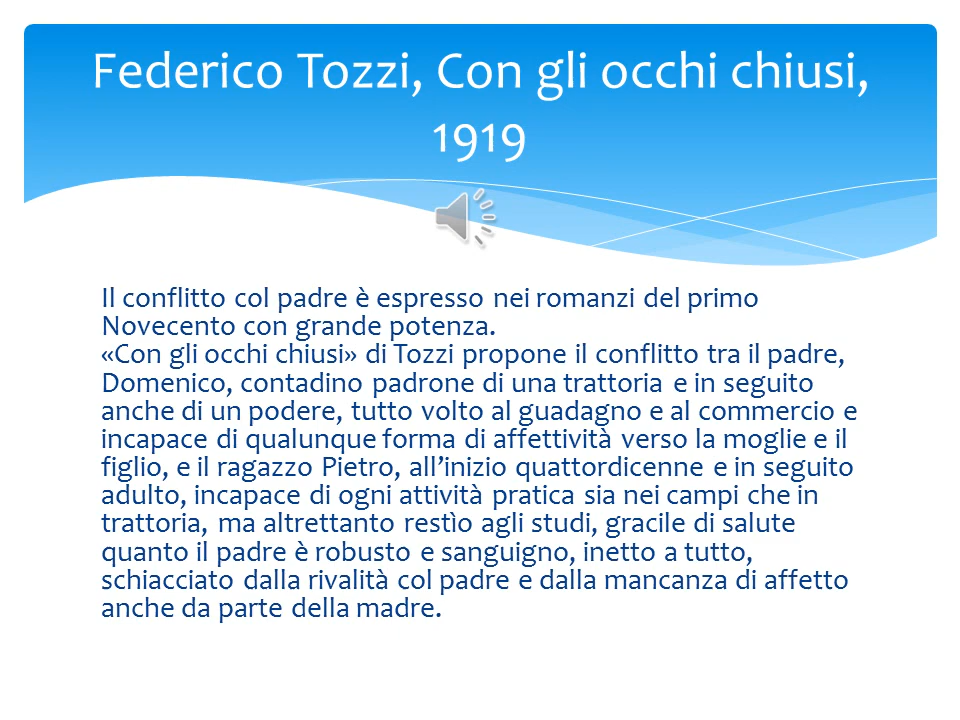 Federico Tozzi, Con gli occhi chiusi,
1919
Il conflitto col padre è espresso nei romanzi del primo
Novecento con grande potenza.
«Con gli occhi chiusi» di Tozzi propone il conflitto tra il padre,
Domenico, contadino padrone di una trattoria e in seguito
anche di un podere, tutto volto al guadagno e al commercio e
incapace di qualunque forma di affettività verso la moglie e il
figlio, e il ragazzo Pietro, all’inizio quattordicenne e in seguito
adulto, incapace di ogni attività pratica sia nei campi che in
trattoria, ma altrettanto restìo agli studi, gracile di salute
quanto il padre è robusto e sanguigno, inetto a tutto,
schiacciato dalla rivalità col padre e dalla mancanza di affetto
anche da parte della madre.